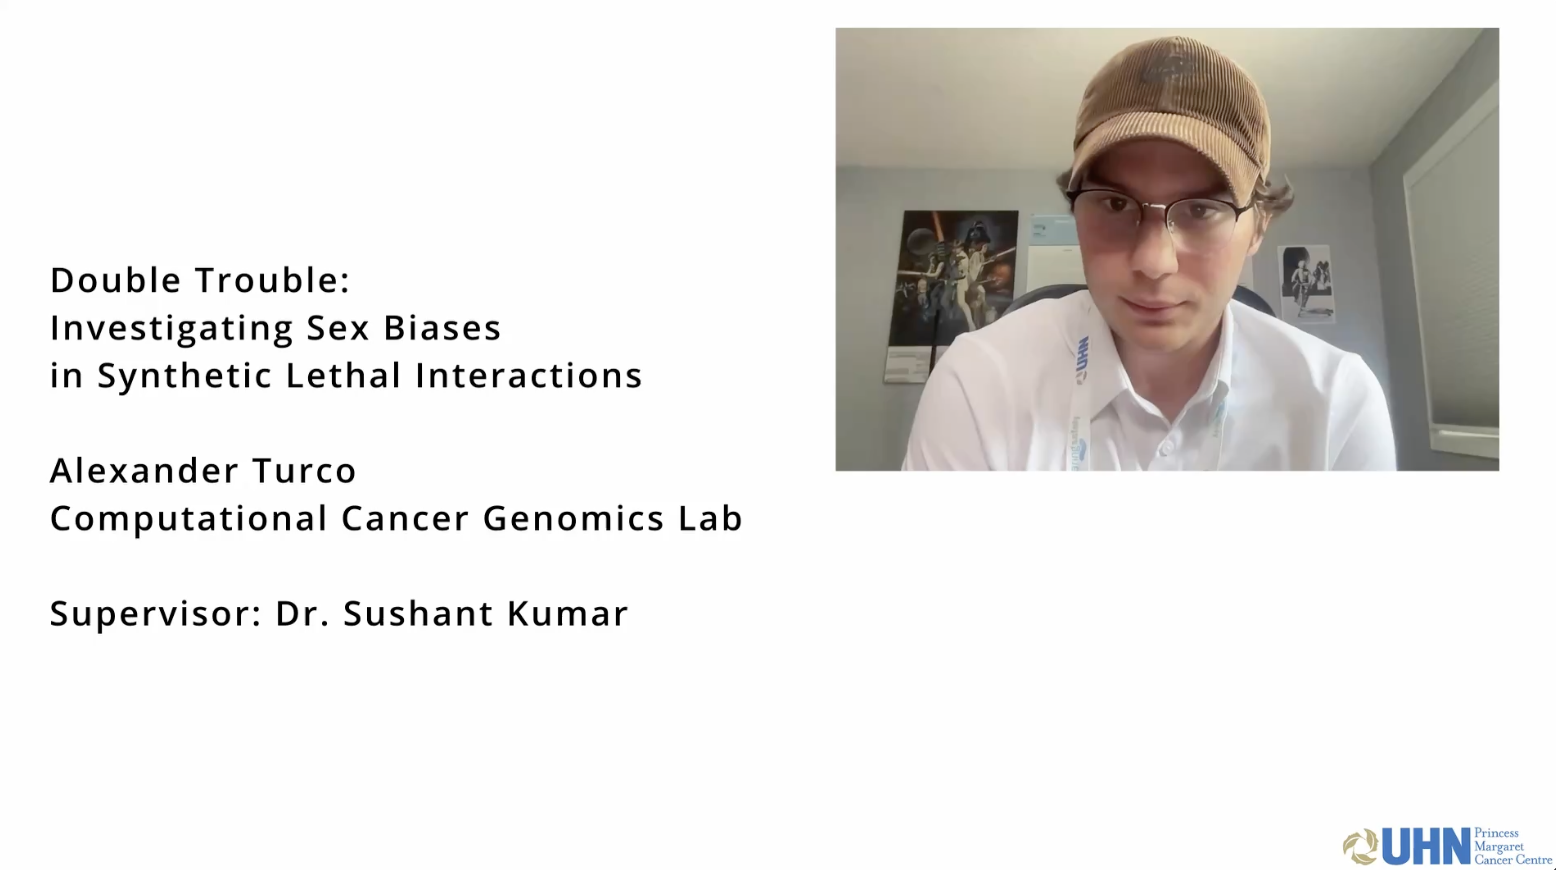 Double Trouble:
Investigating Sex Biases
in Synthetic Lethal Interactions
Alexander Turco
Computational Cancer Genomics Lab
Supervisor: Dr. Sushant Kumar
UHN
UHN
Princess
Margaret
Cancer Centre